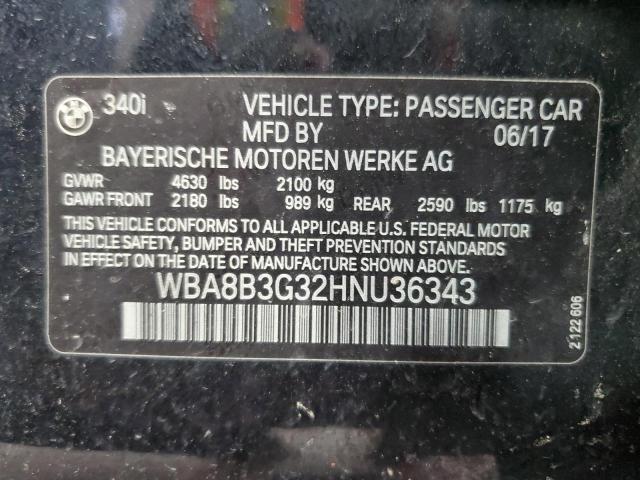 340i VEHICLE TYPE: PASSENGER CAR
MFD BY 06/17
BAYERISCHE MOTOREN WERKE AG
GVWR 4630 lbs 2100 kg
GAWR FRONT 2180 lbs 989 kg REAR 2590 lbs 1175 kg
THIS VEHICLE CONFORMS TO ALL APPLICABLE U.S. FEDERAL MOTOR
VEHICLE SAFETY, BUMPER AND THEFT PREVENTION STANDARDS
IN EFFECT ON THE DATE OF MANUFACTURE SHOWN ABOVE.
WBA8B3G32HNU36343
2122606